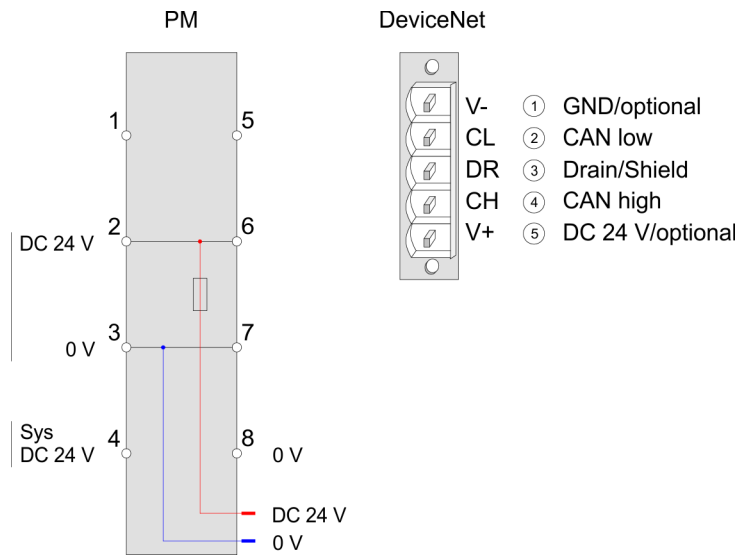 PM
1
5
2
6
DC 24 V
3
7
0 V
Sys
DC 24 V
4
8
0 V
DC 24 V
0 V
DeviceNet
V- 1 GND/optional
CL 2 CAN low
DR 3 Drain/Shield
CH 4 CAN high
V+ 5 DC 24 V/optional